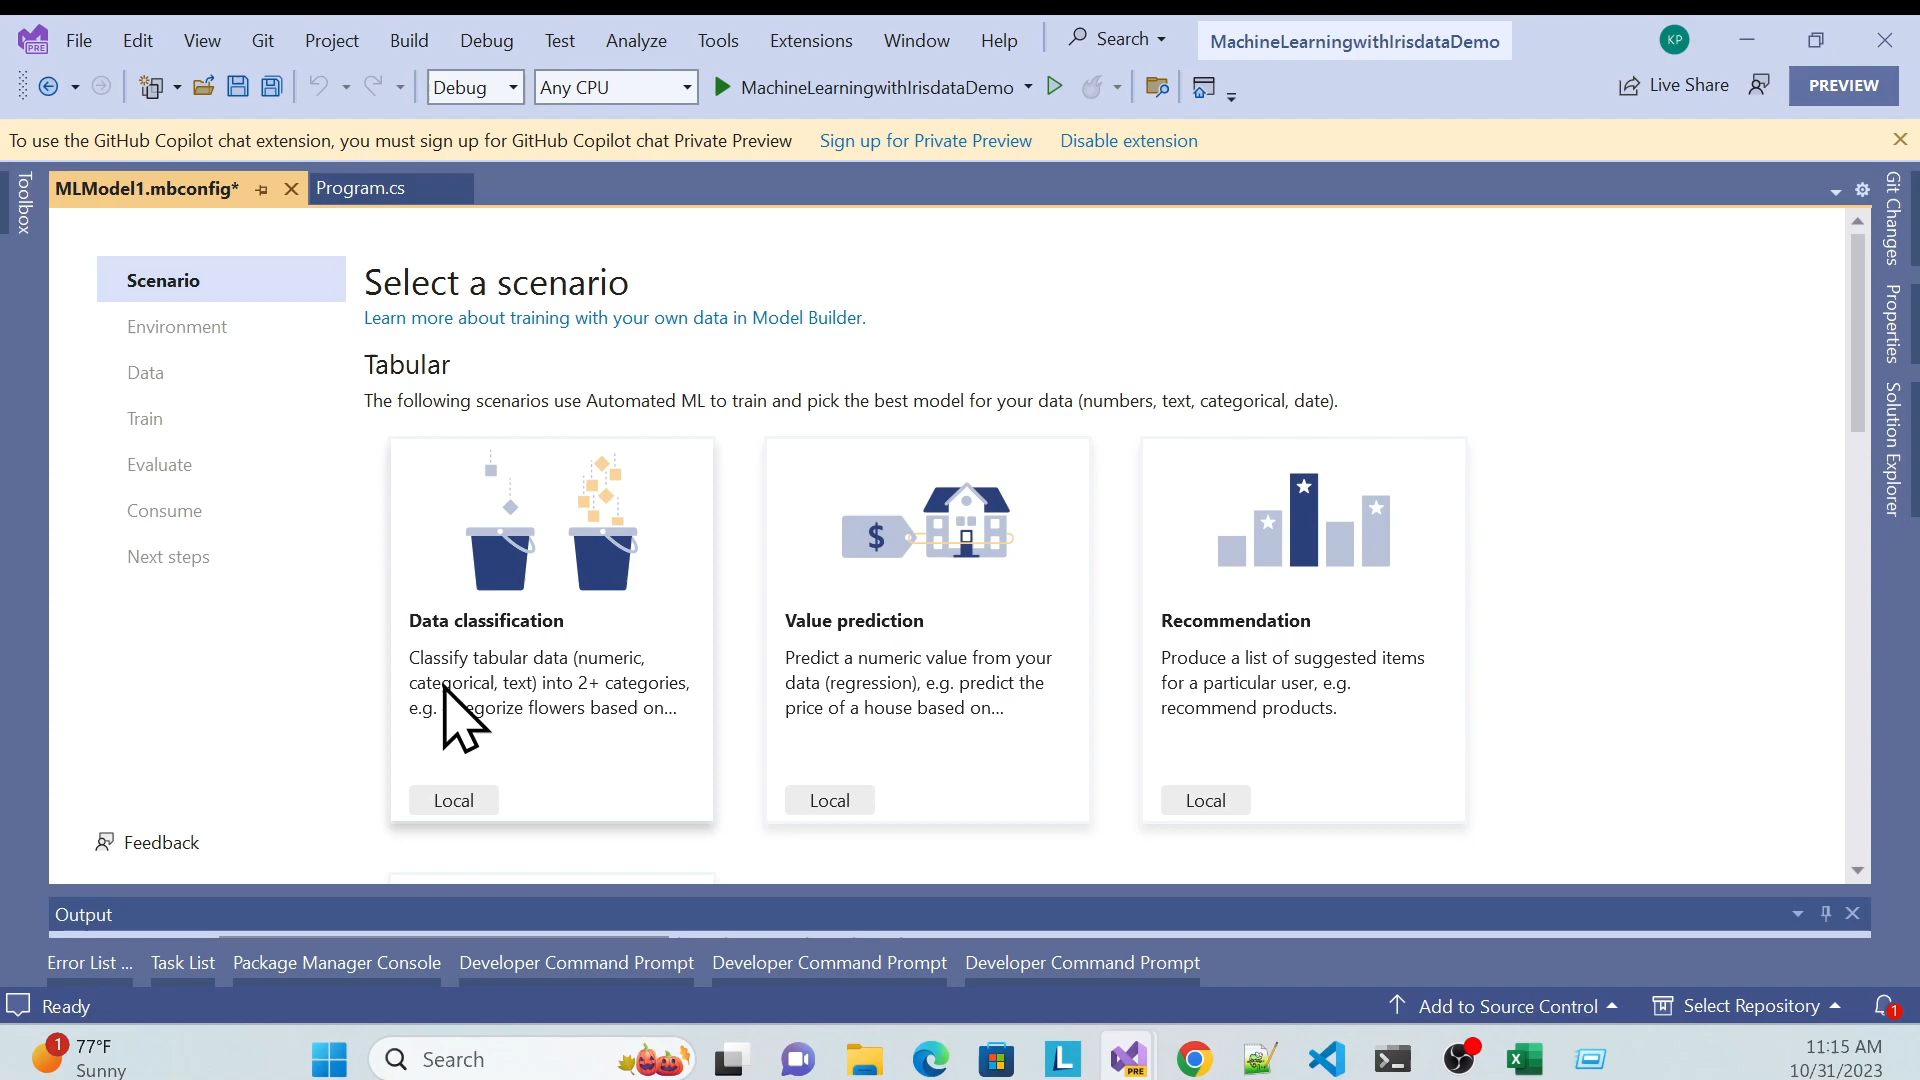 PRE File Edit View Git Project Build Debug Test Analyze Tools Extensions Window Help Search MachineLearningwithIrisdataDemo KP
Debug Any CPU MachineLearningwithIrisdataDemo Live Share PREVIEW
To use the GitHub Copilot chat extension, you must sign up for GitHub Copilot chat Private Preview Sign up for Private Preview Disable extension
Toolbox
MLModel1.mbconfig* Program.cs
Git Changes
Properties
Solution Explorer
Scenario
Environment
Data
Train
Evaluate
Consume
Next steps
Feedback
Select a scenario
Learn more about training with your own data in Model Builder.
Tabular
The following scenarios use Automated ML to train and pick the best model for your data (numbers, text, categorical, date).
Data classification
Classify tabular data (numeric,
categorical, text) into 2+ categories,
e.g. flowers based on...
Local
$
Value prediction
Predict a numeric value from your
data (regression), e.g. predict the
price of a house based on...
Local
Recommendation
Produce a list of suggested items
for a particular user, e.g.
recommend products.
Local
Output
Error List ... Task List Package Manager Console Developer Command Prompt Developer Command Prompt Developer Command Prompt
Ready Add to Source Control Select Repository 1
1 77°F
Sunny
Search
L
PRE
X
11:15 AM
10/31/2023